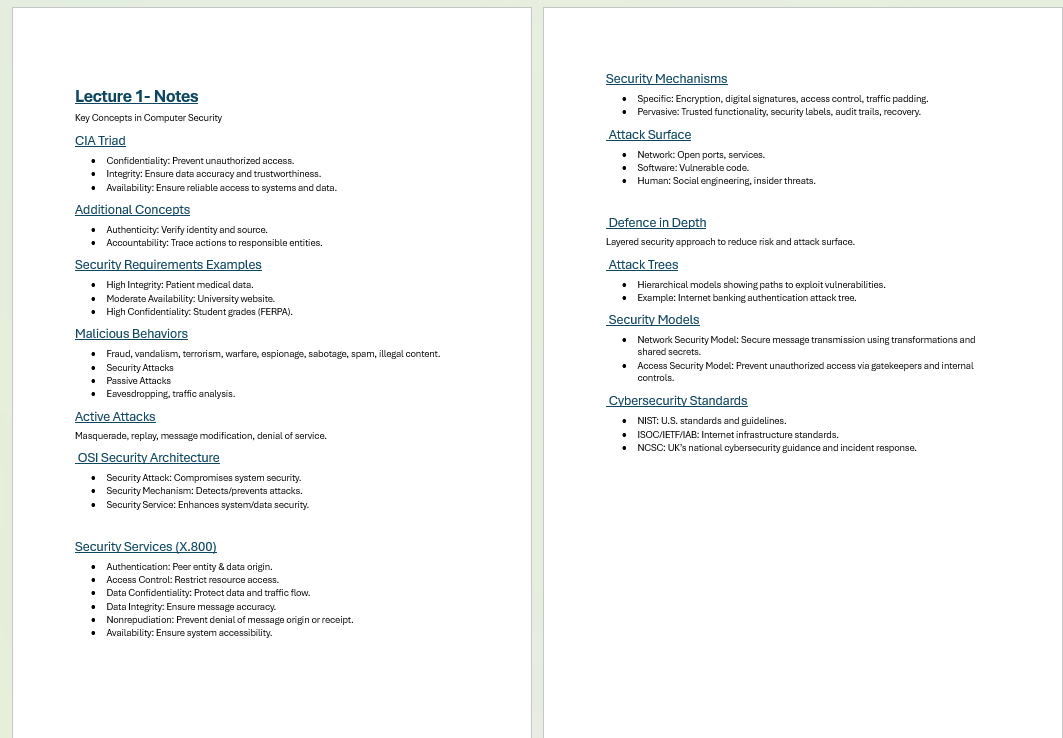 Lecture 1- Notes
Key Concepts in Computer Security
CIA Triad
• Confidentiality: Prevent unauthorized access.
• Integrity: Ensure data accuracy and trustworthiness.
• Availability: Ensure reliable access to systems and data.
Additional Concepts
• Authenticity: Verify identity and source.
• Accountability: Trace actions to responsible entities.
Security Requirements Examples
• High Integrity: Patient medical data.
• Moderate Availability: University website.
• High Confidentiality: Student grades (FERPA).
Malicious Behaviors
• Fraud, vandalism, terrorism, warfare, espionage, sabotage, spam, illegal content.
• Security Attacks
• Passive Attacks
• Eavesdropping, traffic analysis.
Active Attacks
Masquerade, replay, message modification, denial of service.
OSI Security Architecture
• Security Attack: Compromises system security.
• Security Mechanism: Detects/prevents attacks.
• Security Service: Enhances system/data security.
Security Services (X.800)
• Authentication: Peer entity & data origin.
• Access Control: Restrict resource access.
• Data Confidentiality: Protect data and traffic flow.
• Data Integrity: Ensure message accuracy.
• Nonrepudiation: Prevent denial of message origin or receipt.
• Availability: Ensure system accessibility.
Security Mechanisms
• Specific: Encryption, digital signatures, access control, traffic padding.
• Pervasive: Trusted functionality, security labels, audit trails, recovery.
Attack Surface
• Network: Open ports, services.
• Software: Vulnerable code.
• Human: Social engineering, insider threats.
Defence in Depth
Layered security approach to reduce risk and attack surface.
Attack Trees
• Hierarchical models showing paths to exploit vulnerabilities.
• Example: Internet banking authentication attack tree.
Security Models
• Network Security Model: Secure message transmission using transformations and
shared secrets.
• Access Security Model: Prevent unauthorized access via gatekeepers and internal
controls.
Cybersecurity Standards
• NIST: U.S. standards and guidelines.
• ISOC/IETF/IAB: Internet infrastructure standards.
• NCSC: UK's national cybersecurity guidance and incident response.